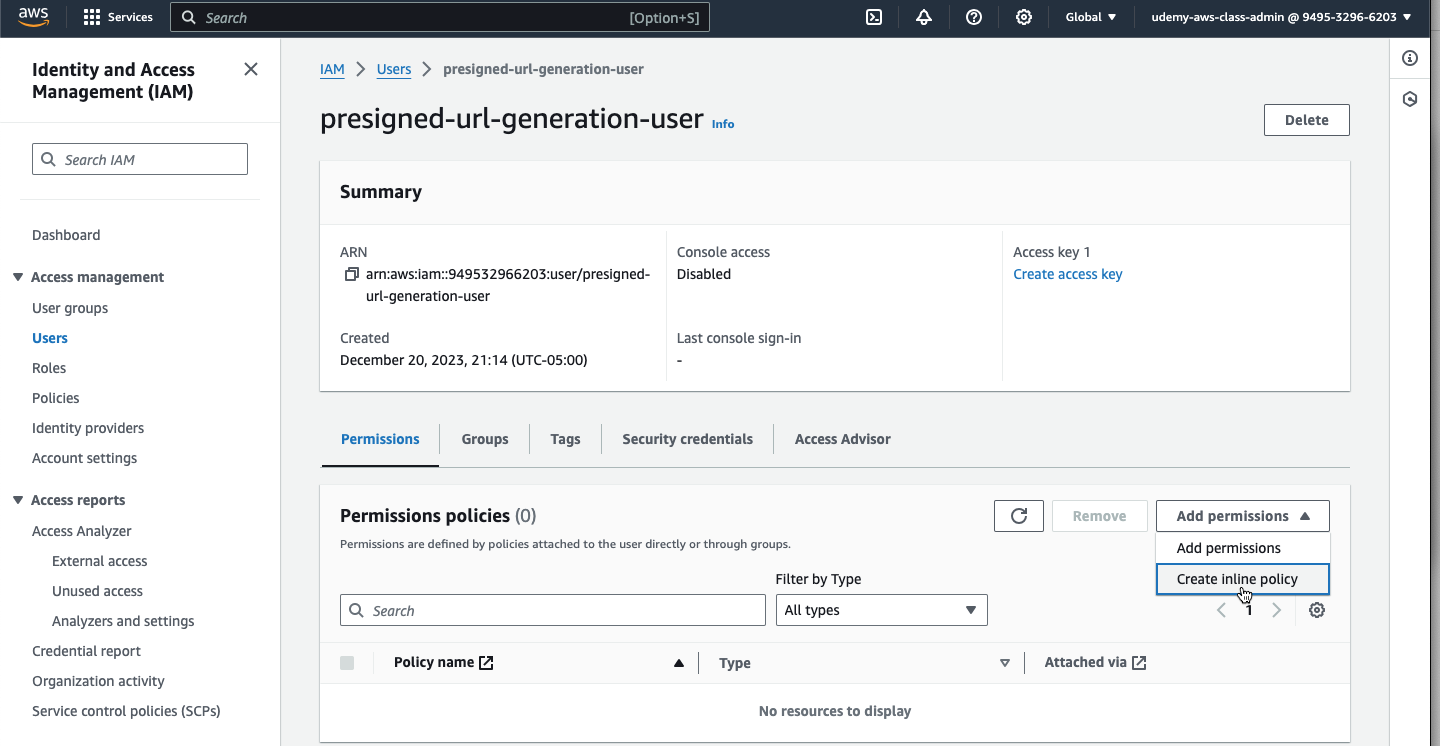 aws
Services
Search
[Option+S]
Global
udemy-aws-class-admin @ 9495-3296-6203
Identity and Access
Management (IAM)
Search IAM
Dashboard
Access management
User groups
Users
Roles
Policies
Identity providers
Account settings
Access reports
Access Analyzer
External access
Unused access
Analyzers and settings
Credential report
Organization activity
Service control policies (SCPs)
IAM
Users
presigned-url-generation-user
presigned-url-generation-user Info
Delete
Summary
ARN
arn:aws:iam::949532966203:user/presigned-
url-generation-user
Console access
Disabled
Access key 1
Create access key
Created
December 20, 2023, 21:14 (UTC-05:00)
Last console sign-in
-
Permissions
Groups
Tags
Security credentials
Access Advisor
Permissions policies (0)
Permissions are defined by policies attached to the user directly or through groups.
Remove
Add permissions
Add permissions
Create inline policy
Filter by Type
Search
All types
1
Policy name
Type
Attached via
No resources to display